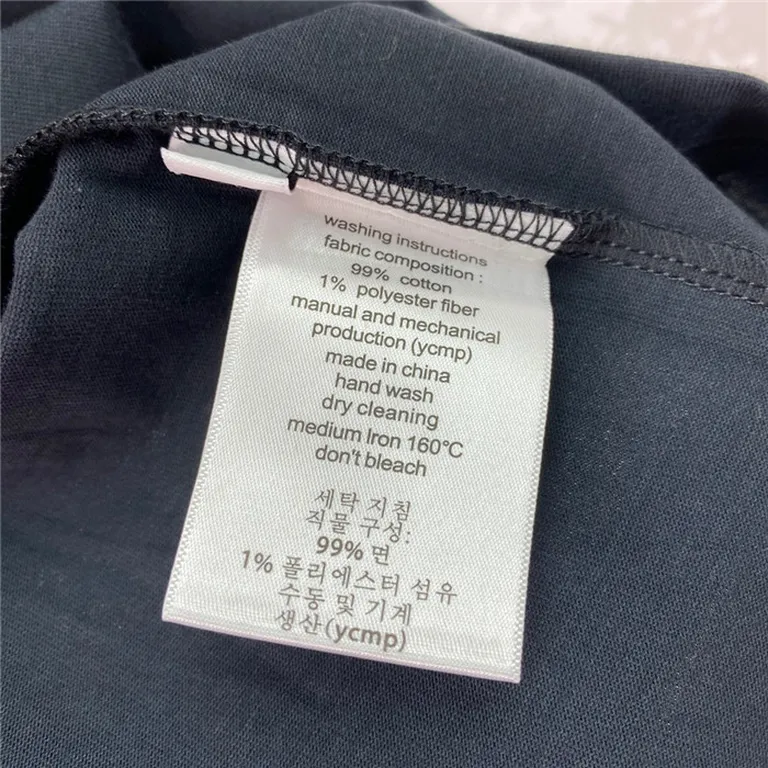 washing instructions
fabric composition :
99% cotton
1% polyester fiber
manual and mechanical
production (ycmp)
made in china
hand wash
dry cleaning
medium Iron 160°C
don't bleach
세탁 지침
직물 구성:
99% 면
1% 폴리에스터 섬유
수동 및 기계
생산(ycmp)